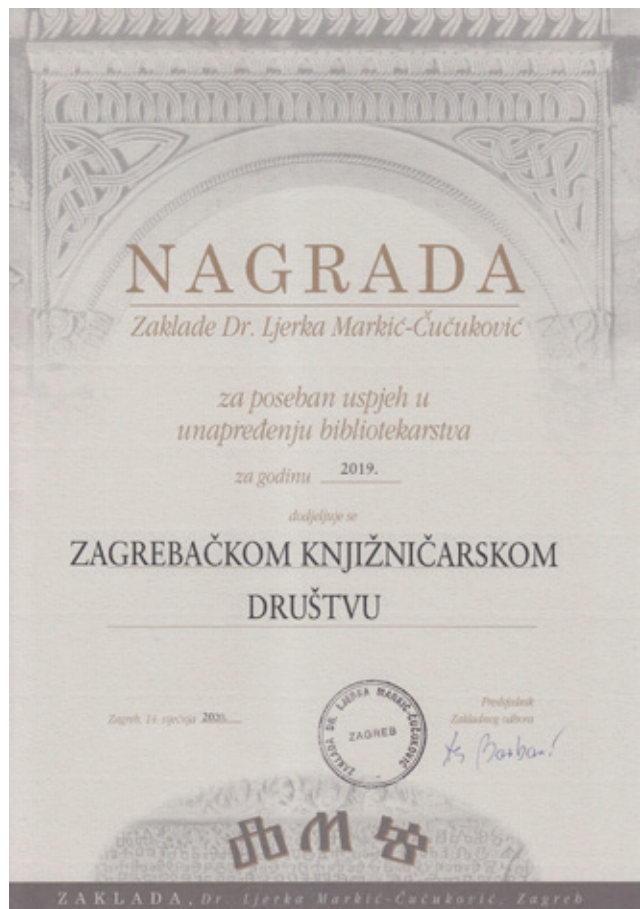 NAGRADA
Zaklade Dr. Ljerka Markić-Čučuković
za poseban uspjeh u
unapređenju bibliotekarstva
za godinu 2019.
dodjeljuje se
ZAGREBAČKOM KNJIŽNIČARSKOM
DRUŠTVU
Zagreb, 14. siječnja 2020.
ZAKLADA DR. LJERKA MARKIĆ-ČUČUKOVIĆ
ZAGREB
Predsjednik
Zakladnog odbora
ZAKLADA, Dr. Ljerka Markić-Čučuković, Zagreb